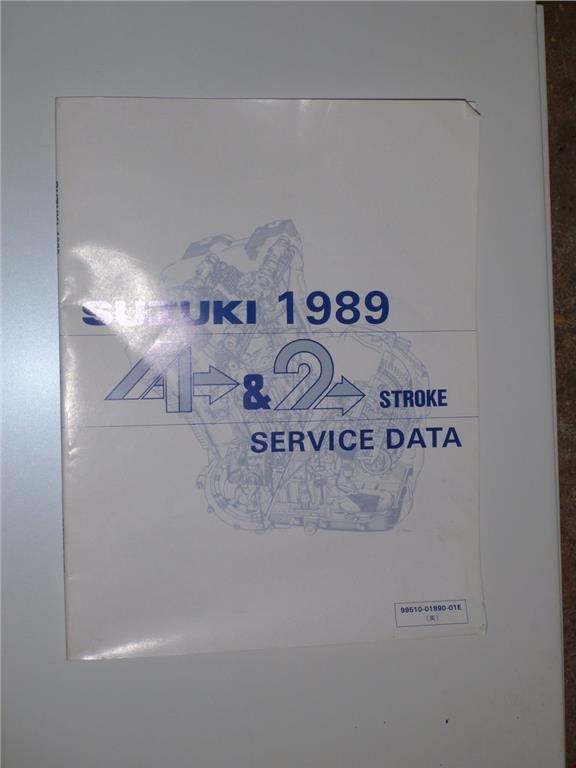 SUZUKI 1989
4 & 2 STROKE
SERVICE DATA
99510-01890-01E
(英)